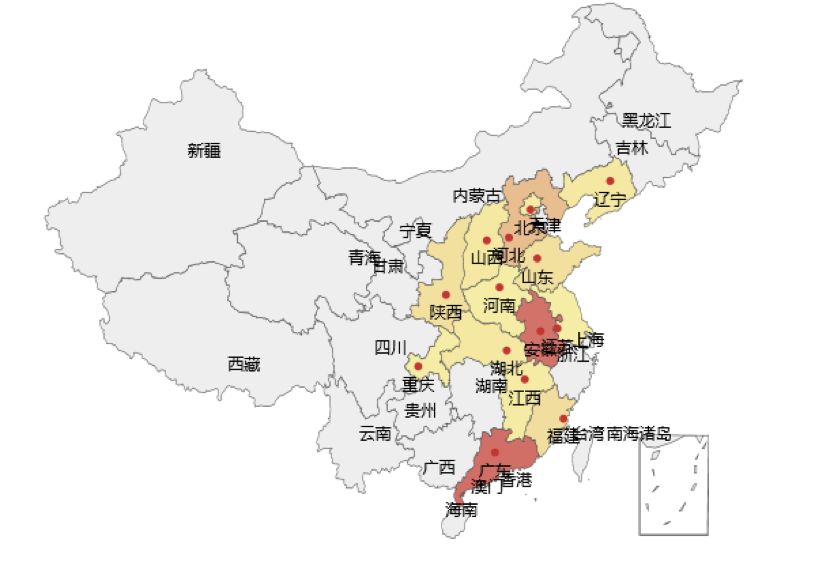 黑龙江
吉林
新疆
内蒙古
辽宁
北京
天津
宁夏
青海
甘肃
山西
河北
山东
河南
陕西
四川
安徽
江苏
上海
浙江
西藏
重庆
湖北
湖南
江西
贵州
云南
福建
台湾
南海诸岛
广西
广东
香港
澳门
海南